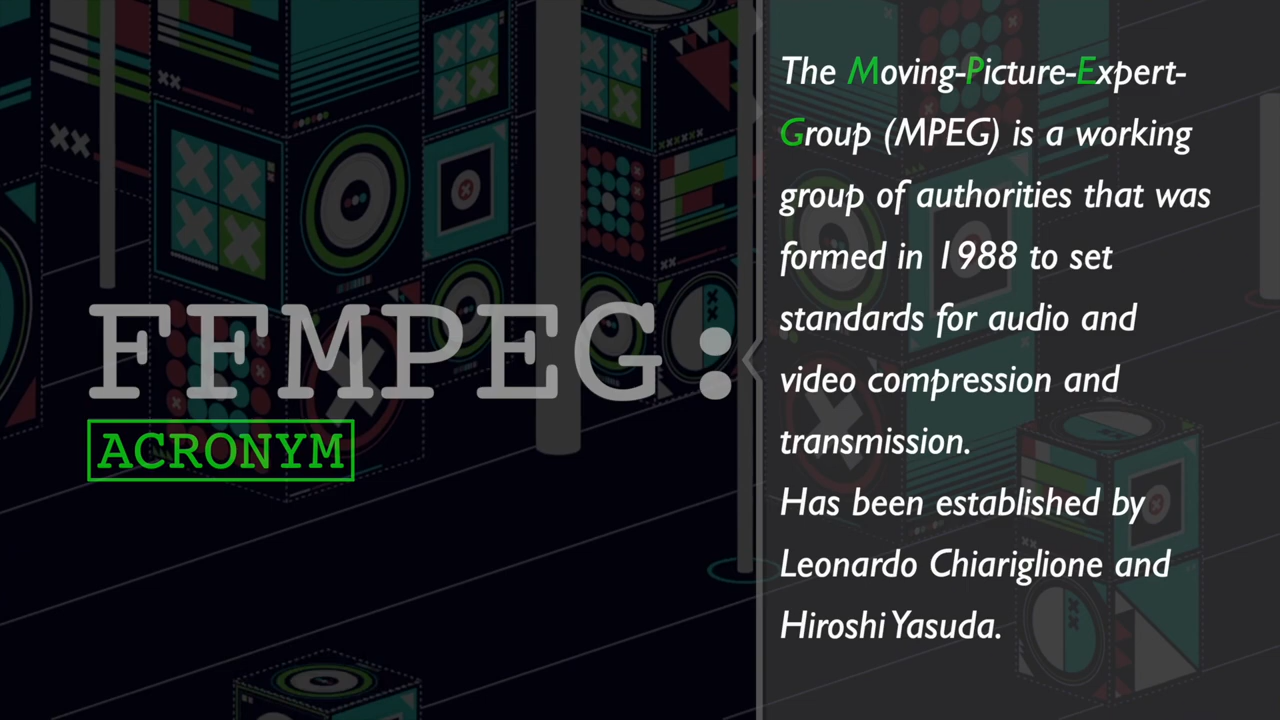 FFMPEG:
ACRONYM
The Moving-Picture-Expert-
Group (MPEG) is a working
group of authorities that was
formed in 1988 to set
standards for audio and
video compression and
transmission.
Has been established by
Leonardo Chiariglione and
Hiroshi Yasuda.